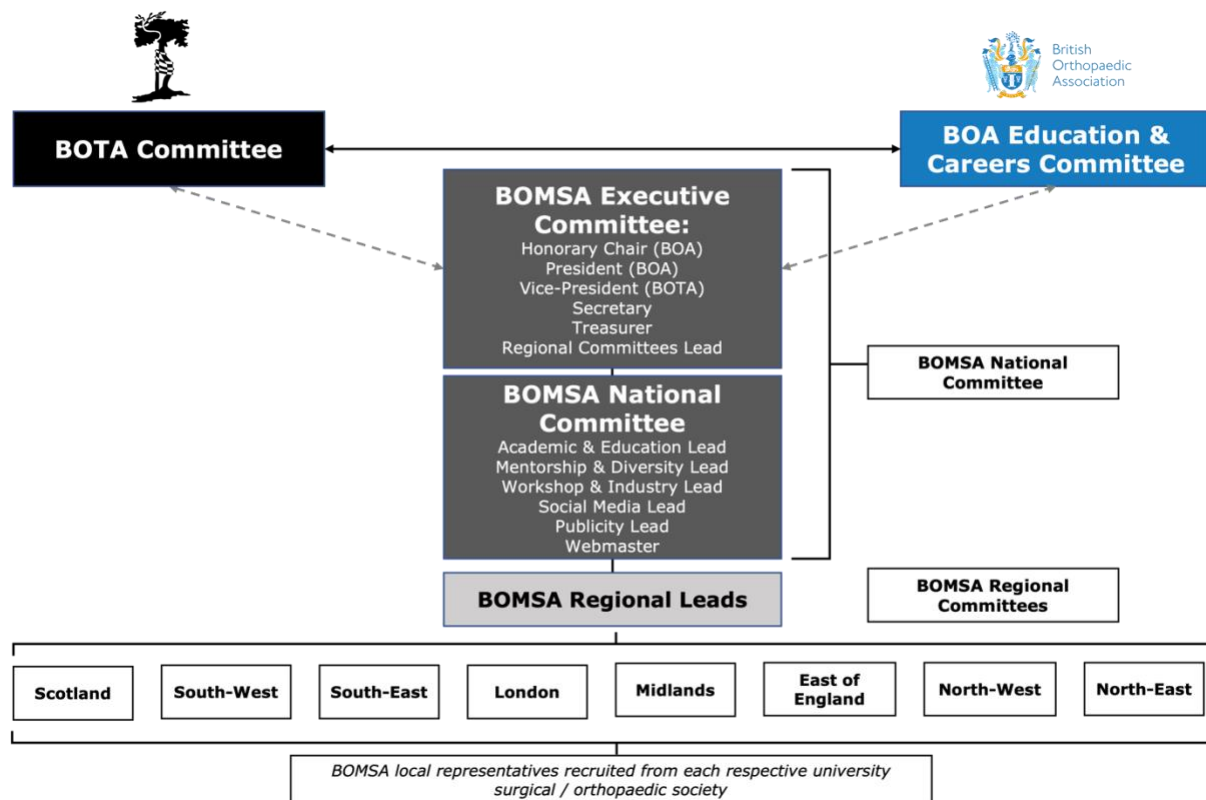 British
Orthopaedic
Association
BOTA Committee
BOA Education &
Careers Committee
BOMSA Executive
Committee:
Honorary Chair (BOA)
President (BOA)
Vice-President (BOTA)
Secretary
Treasurer
Regional Committees Lead
BOMSA National
Committee
BOMSA National
Committee
Academic & Education Lead
Mentorship & Diversity Lead
Workshop & Industry Lead
Social Media Lead
Publicity Lead
Webmaster
BOMSA Regional Leads
BOMSA Regional
Committees
Scotland
South-West
South-East
London
Midlands
East of
England
North-West
North-East
BOMSA local representatives recruited from each respective university
surgical / orthopaedic society